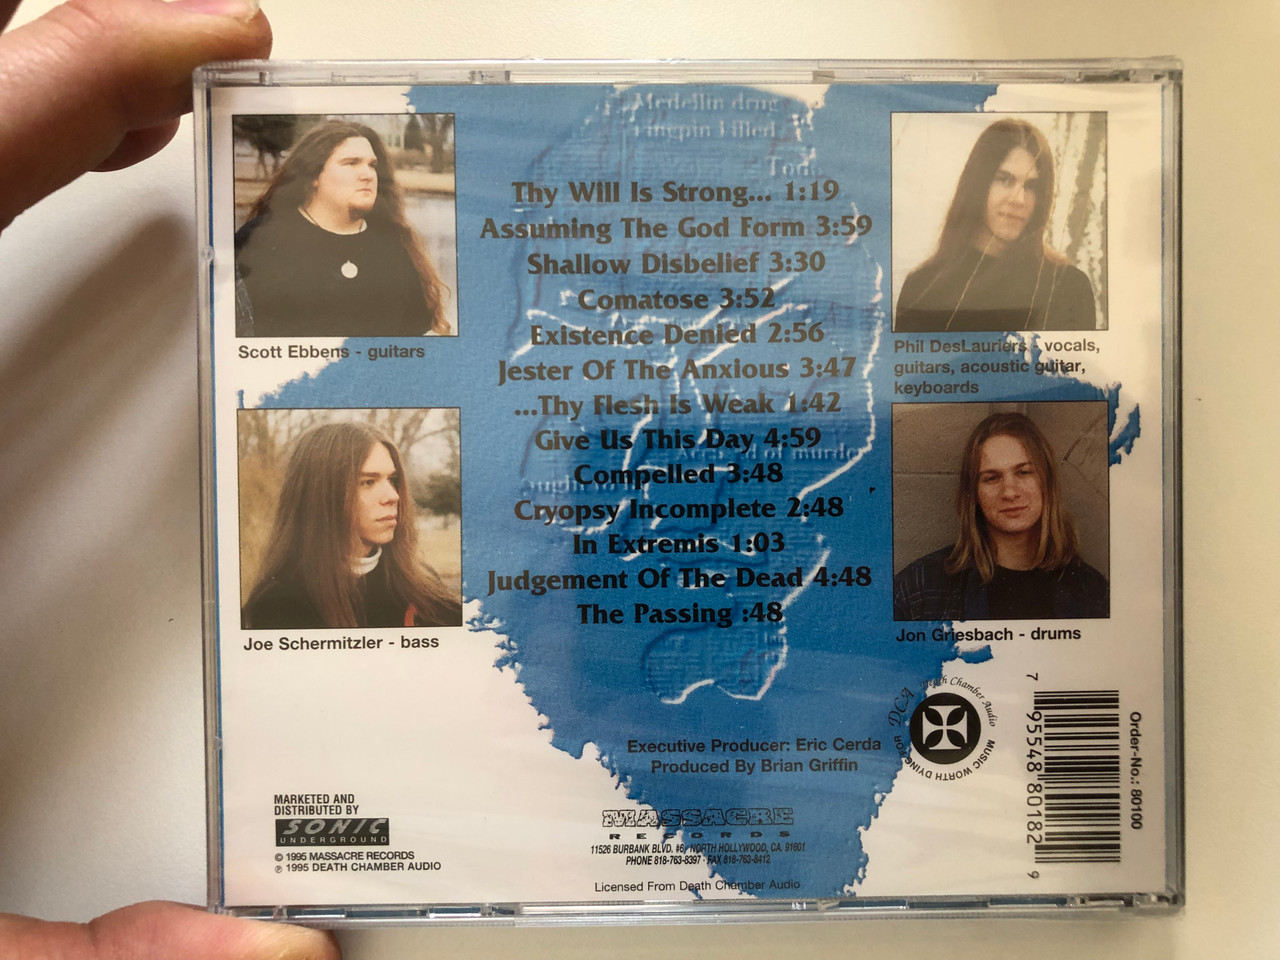 Medellin drug
kingpin killed
Tod
Thy Will Is Strong... 1:19
Assuming The God Form 3:59
Shallow Disbelief 3:30
Comatose 3:52
Existence Denied 2:56
Jester Of The Anxious 3:47
...Thy Flesh Is Weak 1:42
Give Us This Day 4:59
of murde
Compelled 3:48
Cryopsy Incomplete 2:48
In Extremis 1:03
Judgement Of The Dead 4:48
The Passing :48
Scott Ebbens - guitars
Phil DesLauriers - vocals,
guitars, acoustic guitar,
keyboards
Joe Schermitzler - bass
Jon Griesbach - drums
Executive Producer: Eric Cerda
Produced By Brian Griffin
DCA Death Chamber Audio
MUSIC WORTH DYING FOR
7 95548 80182 9
Order-No.: 80100
MARKETED AND
DISTRIBUTED BY
SONIC
UNDERGROUND
© 1995 MASSACRE RECORDS
℗ 1995 DEATH CHAMBER AUDIO
MASSACRE
RECORDS
11526 BURBANK BLVD. #6, NORTH HOLLYWOOD, CA. 91601
PHONE 818-763-8397 · FAX 818-763-8412
Licensed From Death Chamber Audio